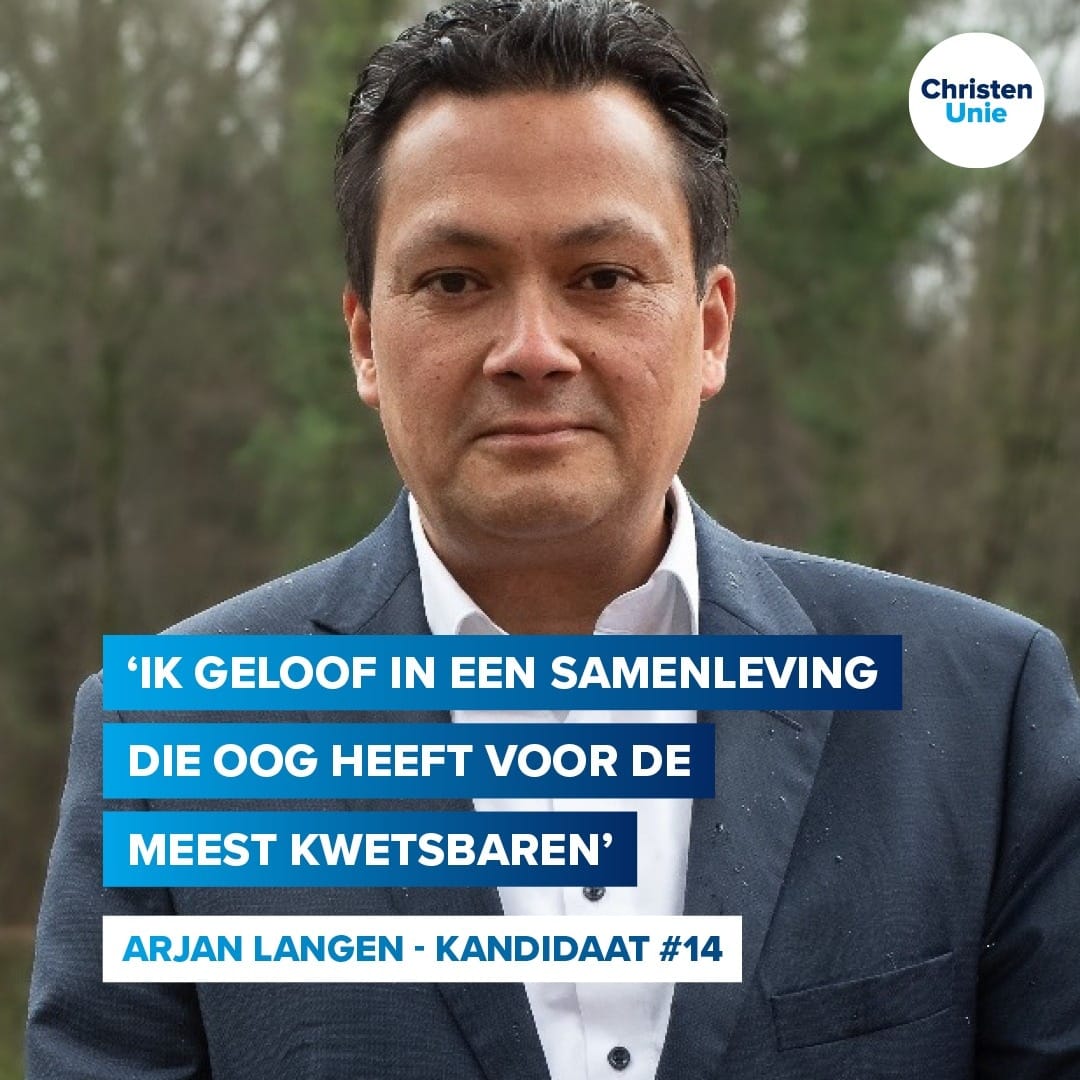 Christen
Unie
‘IK GELOOF IN EEN SAMENLEVING
DIE OOG HEEFT VOOR DE
MEEST KWETSBAREN’
ARJAN LANGEN - KANDIDAAT #14